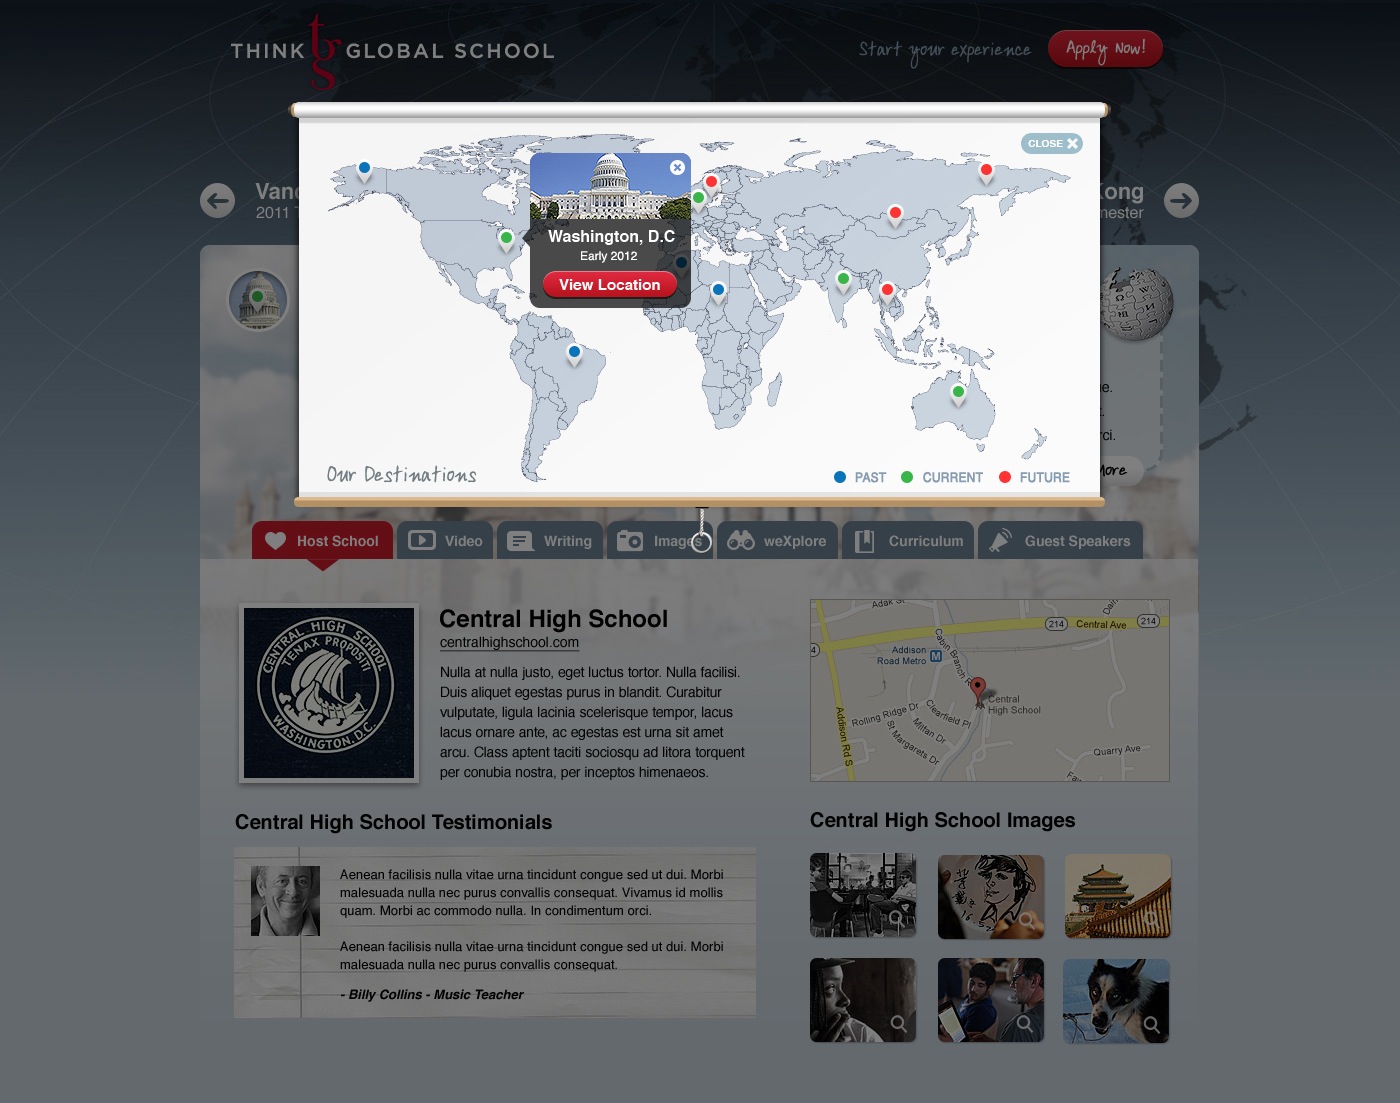 THINK tgs GLOBAL SCHOOL
Start your experience
Apply Now!
CLOSE
Vanc
2011 T
Kong
mester
Washington, D.C
Early 2012
View Location
e.
t.
rci.
More
Our Destinations
PAST
CURRENT
FUTURE
Host School
Video
Writing
Images
weXplore
Curriculum
Guest Speakers
CENTRAL HIGH SCHOOL
TENAX PROPOSITI
WASHINGTON, D.C.
Central High School
centralhighschool.com
Nulla at nulla justo, eget luctus tortor. Nulla facilisi.
Duis aliquet egestas purus in blandit. Curabitur
vulputate, ligula lacinia scelerisque tempor, lacus
lacus ornare ante, ac egestas est urna sit amet
arcu. Class aptent taciti sociosqu ad litora torquent
per conubia nostra, per inceptos himenaeos.
Adak St
214
Central Ave
214
4
Addison
Road Metro
M
Cabin Branch R
Central
High School
Rolling Ridge Dr
Clearfield Pl
Miltan Dr
St Margarets Dr
Addison Rd S
Quarry Ave
Central High School Testimonials
Aenean facilisis nulla vitae urna tincidunt congue sed ut dui. Morbi
malesuada nulla nec purus convallis consequat. Vivamus id mollis
quam. Morbi ac commodo nulla. In condimentum orci.
Aenean facilisis nulla vitae urna tincidunt congue sed ut dui. Morbi
malesuada nulla nec purus convallis consequat.
- Billy Collins - Music Teacher
Central High School Images